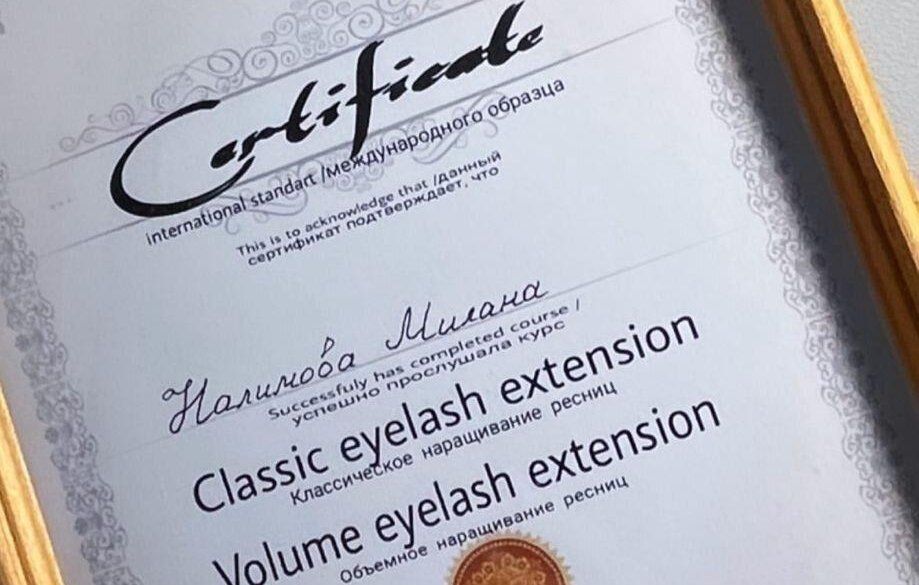 Certificate
International standart /международного образца
This is to acknowledge that /данный
сертификат подтверждает, что
Налимова Милана
Successfuly has completed course /
успешно прослушала курс
Classic eyelash extension
Классическое наращивание ресниц
Volume eyelash extension
Объемное наращивание ресниц